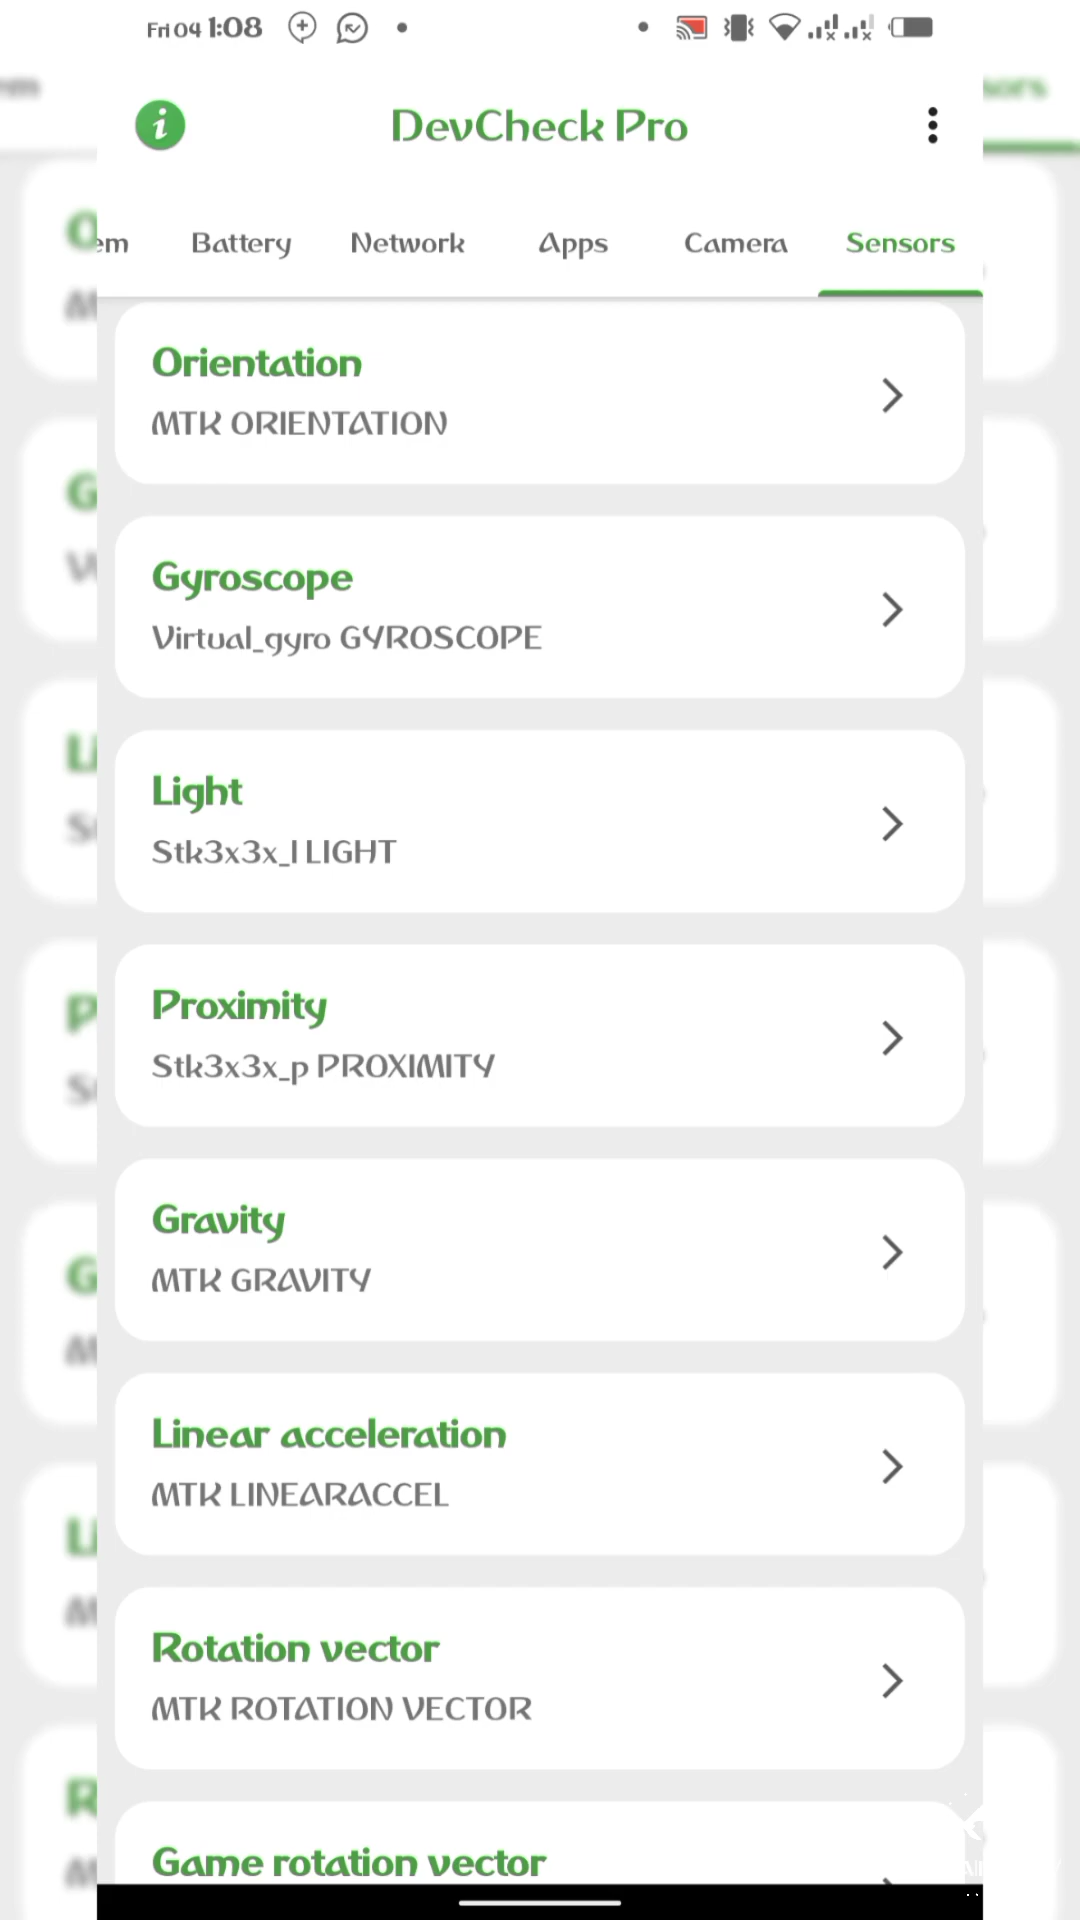 Fri 04 1:08
DevCheck Pro
em Battery Network Apps Camera Sensors
Orientation
MTK ORIENTATION
Gyroscope
Virtual_gyro GYROSCOPE
Light
Stk3x3x_l LIGHT
Proximity
Stk3x3x_p PROXIMITY
Gravity
MTK GRAVITY
Linear acceleration
MTK LINEARACCEL
Rotation vector
MTK ROTATION VECTOR
Game rotation vector